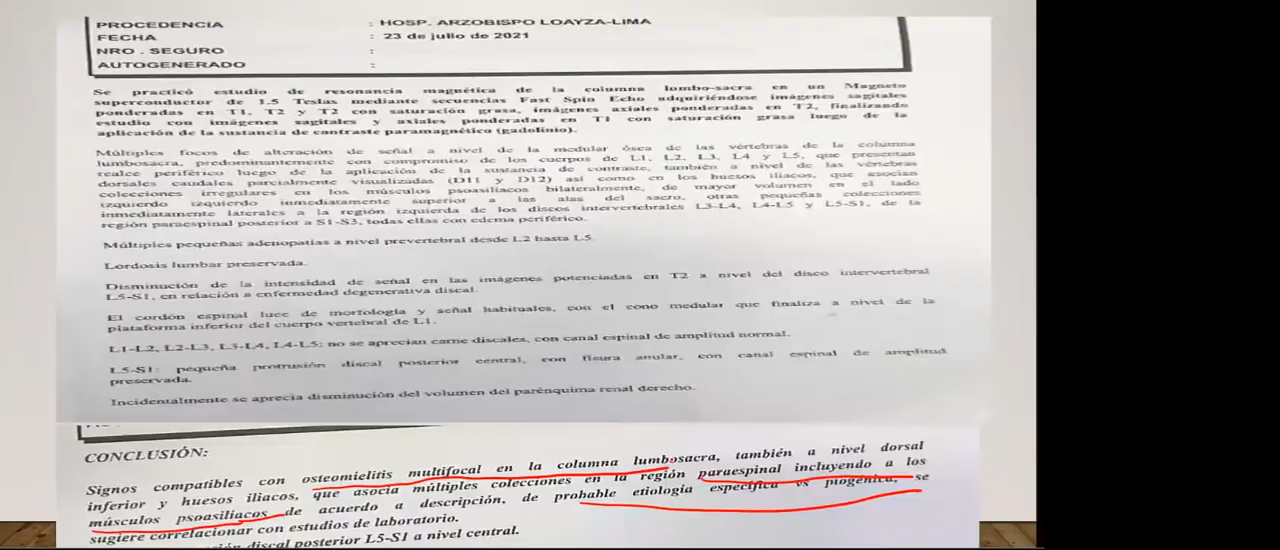 PROCEDENCIA : HOSP. ARZOBISPO LOAYZA-LIMA
FECHA : 23 de julio de 2021
NRO . SEGURO :
AUTOGENERADO :
Se practicó estudio de resonancia magnética de la columna lumbo-sacra en un Magneto
superconductor de 1.5 Teslas mediante secuencias Fast Spin Echo adquiriéndose imágenes sagitales
ponderadas en T1, T2 y T2 con saturación grasa, imágenes axiales ponderadas en T2, finalizando
estudio con imágenes sagitales y axiales ponderadas en T1 con saturación grasa luego de la
aplicación de la sustancia de contraste paramagnético (gadolinio).
Múltiples focos de alteración de señal a nivel de la medular ósea de las vértebras de la columna
lumbosacra, predominantemente con compromiso de los cuerpos de L1, L2, L3, L4 y L5, que presentan
realce periférico luego de la aplicación de la sustancia de contraste, también a nivel de las vértebras
dorsales caudales parcialmente visualizadas (D11 y D12) así como en los huesos iliacos, que asocian
colecciones irregulares en los músculos psoasiliacos bilateralmente, de mayor volumen en el lado
izquierdo izquierdo inmediatamente superior a las alas del sacro, otras pequeñas colecciones
inmediatamente laterales a la región izquierda de los discos intervertebrales L3-L4, L4-L5 y L5-S1, de la
región paraespinal posterior a S1-S3, todas ellas con edema periférico.
Múltiples pequeñas adenopatías a nivel prevertebral desde L2 hasta L5.
Lordosis lumbar preservada.
Disminución de la intensidad de señal en las imágenes potenciadas en T2 a nivel del disco intervertebral
L5-S1, en relación a enfermedad degenerativa discal.
El cordón espinal luce de morfología y señal habituales, con el cono medular que finaliza a nivel de la
plataforma inferior del cuerpo vertebral de L1.
L1-L2, L2-L3, L3-L4, L4-L5: no se aprecian discales, con canal espinal de amplitud normal.
L5-S1: pequeña protrusión discal posterior central, con fisura anular, con canal espinal de amplitud
preservada.
Incidentalmente se aprecia disminución del volumen del parénquima renal derecho.
CONCLUSIÓN:
Signos compatibles con osteomielitis multifocal en la columna lumbosacra, también a nivel dorsal
inferior y huesos iliacos, que asocia múltiples colecciones en la región paraespinal incluyendo a los
músculos psoasiliacos de acuerdo a descripción, de probable etiología específica vs piogénica, se
sugiere correlacionar con estudios de laboratorio.
discal posterior L5-S1 a nivel central.